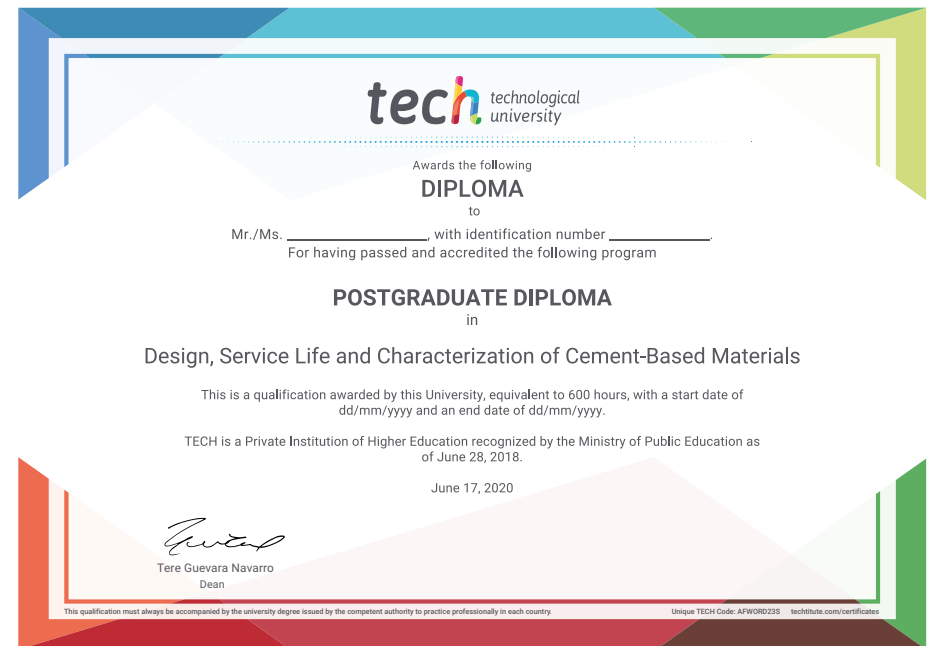 tech technological
university
Awards the following
DIPLOMA
to
Mr./Ms. ____________________, with identification number ______________.
For having passed and accredited the following program
POSTGRADUATE DIPLOMA
in
Design, Service Life and Characterization of Cement-Based Materials
This is a qualification awarded by this University, equivalent to 600 hours, with a start date of
dd/mm/yyyy and an end date of dd/mm/yyyy.
TECH is a Private Institution of Higher Education recognized by the Ministry of Public Education as
of June 28, 2018.
June 17, 2020
Tere Guevara Navarro
Dean
This qualification must always be accompanied by the university degree issued by the competent authority to practice professionally in each country.
Unique TECH Code: AFWORD23S techtitute.com/certificates